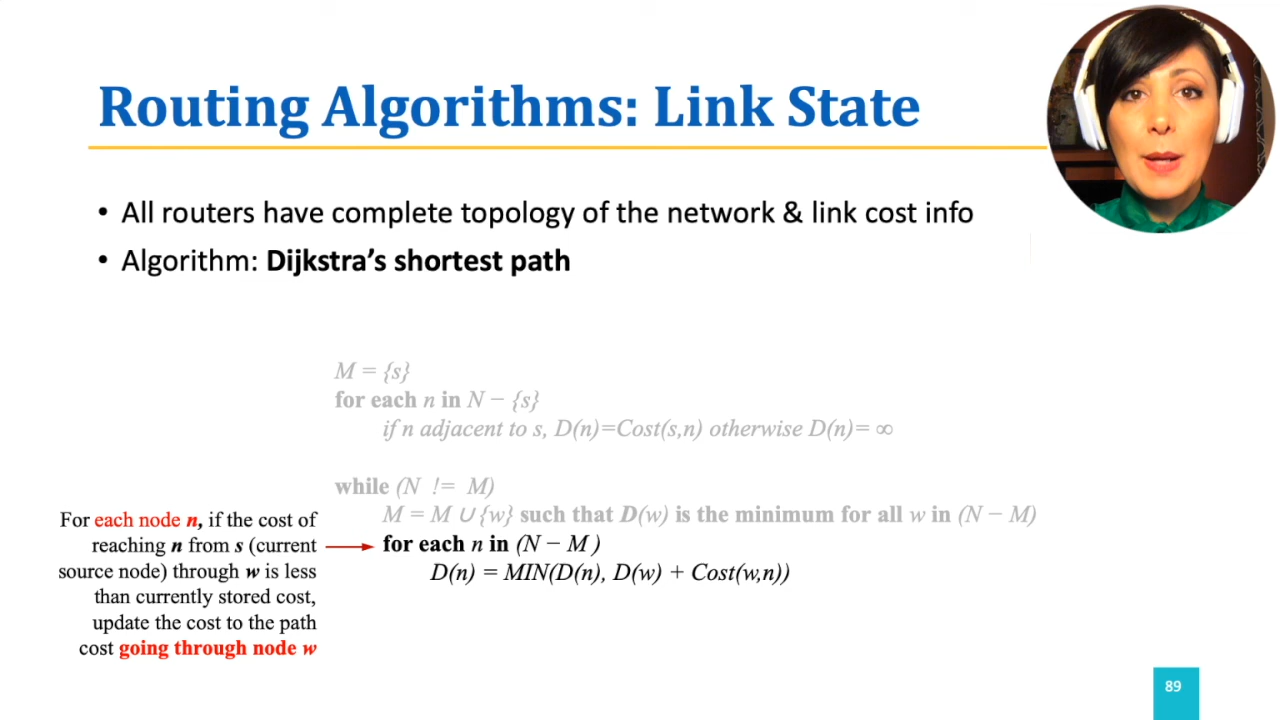 Routing Algorithms: Link State
• All routers have complete topology of the network & link cost info
• Algorithm: Dijkstra’s shortest path
M = {s}
for each n in N − {s}
if n adjacent to s, D(n)=Cost(s,n) otherwise D(n)= ∞
while (N != M)
M = M ∪ {w} such that D(w) is the minimum for all w in (N − M)
for each n in (N − M )
D(n) = MIN(D(n), D(w) + Cost(w,n))
For each node n, if the cost of
reaching n from s (current
source node) through w is less
than currently stored cost,
update the cost to the path
cost going through node w
89